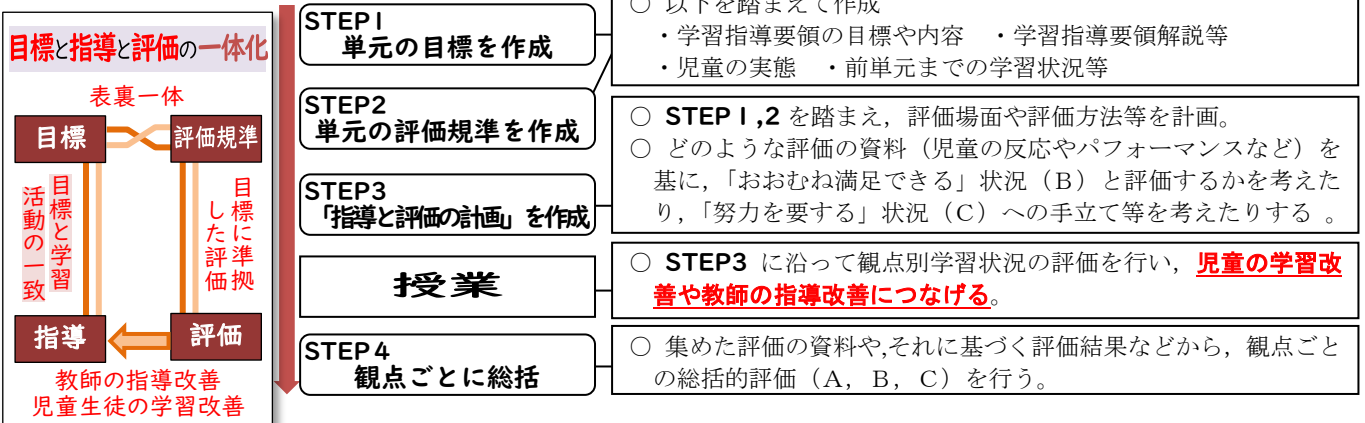 目標と指導と評価の一体化
表裏一体
目標
評価規準
目標と学習
活動の一致
目標に準拠
した評価
指導
評価
教師の指導改善
児童生徒の学習改善
STEP1
単元の目標を作成
○ 以下を踏まえて作成
・学習指導要領の目標や内容 ・学習指導要領解説等
・児童の実態 ・前単元までの学習状況等
STEP2
単元の評価規準を作成
○ STEP1,2 を踏まえ，評価場面や評価方法等を計画。
○ どのような評価の資料（児童の反応やパフォーマンスなど）を
基に，「おおむね満足できる」状況（B）と評価するかを考えた
り，「努力を要する」状況（C）への手立て等を考えたりする 。
STEP3
「指導と評価の計画」を作成
授業
○ STEP3 に沿って観点別学習状況の評価を行い，児童の学習改
善や教師の指導改善につなげる。
STEP4
観点ごとに総括
○ 集めた評価の資料や,それに基づく評価結果などから，観点ごと
の総括的評価（A，B，C）を行う。